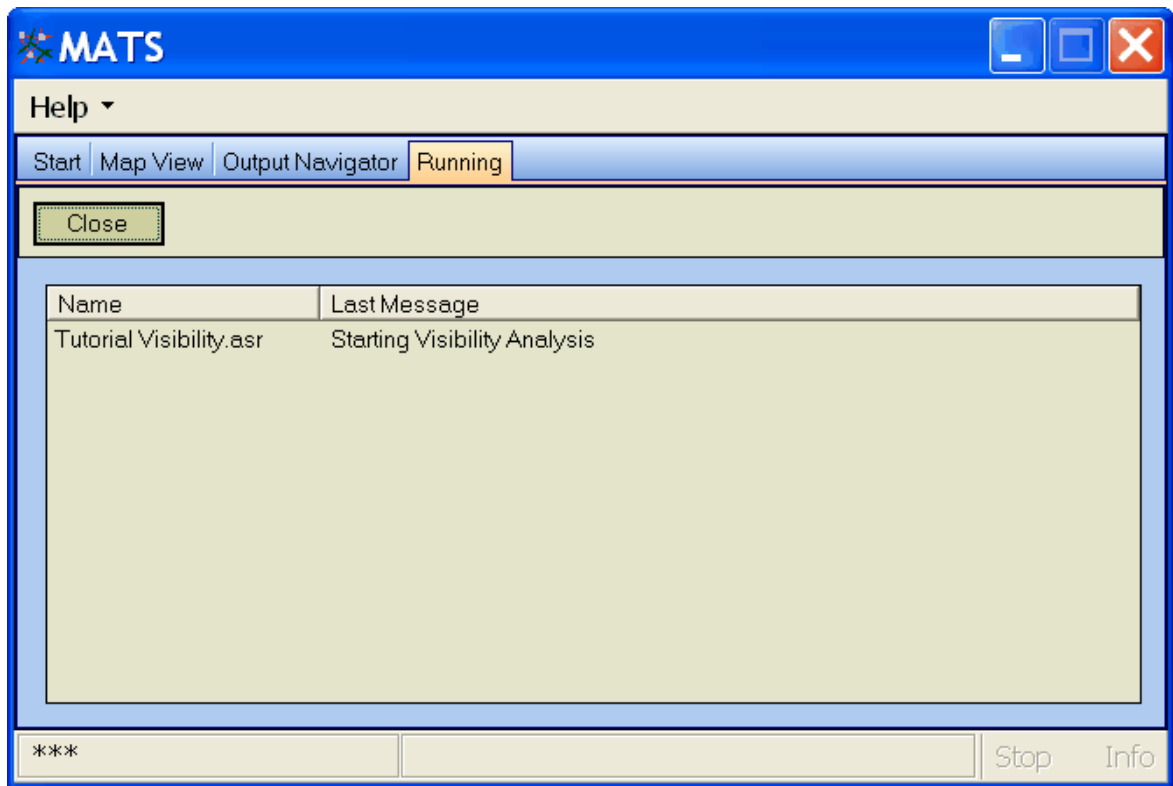 MATS
Help
Start Map View Output Navigator Running
Close
Name Last Message
Tutorial Visibility.asr Starting Visibility Analysis
*** Stop Info